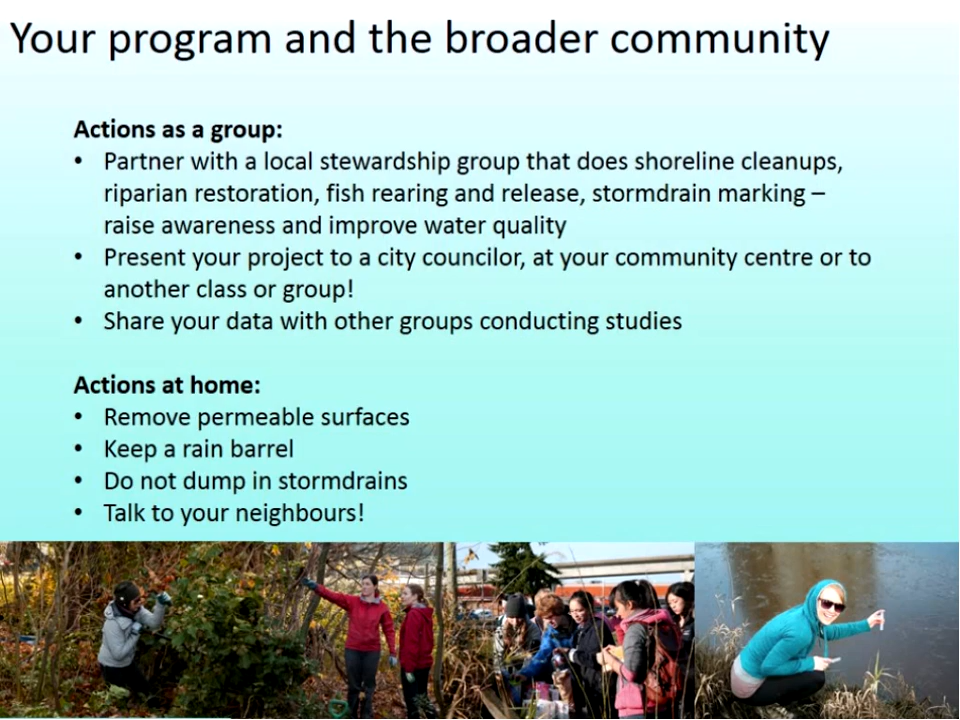 Your program and the broader community
Actions as a group:
• Partner with a local stewardship group that does shoreline cleanups,
riparian restoration, fish rearing and release, stormdrain marking –
raise awareness and improve water quality
• Present your project to a city councilor, at your community centre or to
another class or group!
• Share your data with other groups conducting studies
Actions at home:
• Remove permeable surfaces
• Keep a rain barrel
• Do not dump in stormdrains
• Talk to your neighbours!